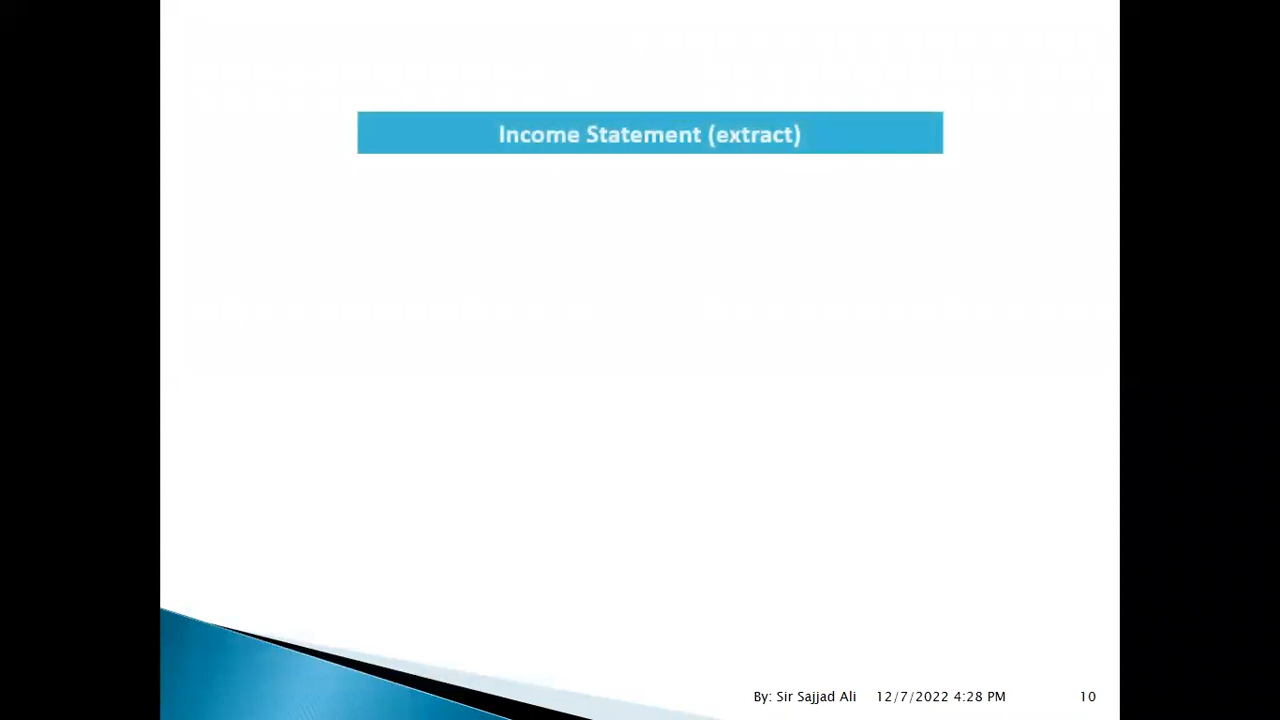 Income Statement (extract)
By: Sir Sajjad Ali 12/7/2022 4:28 PM 10